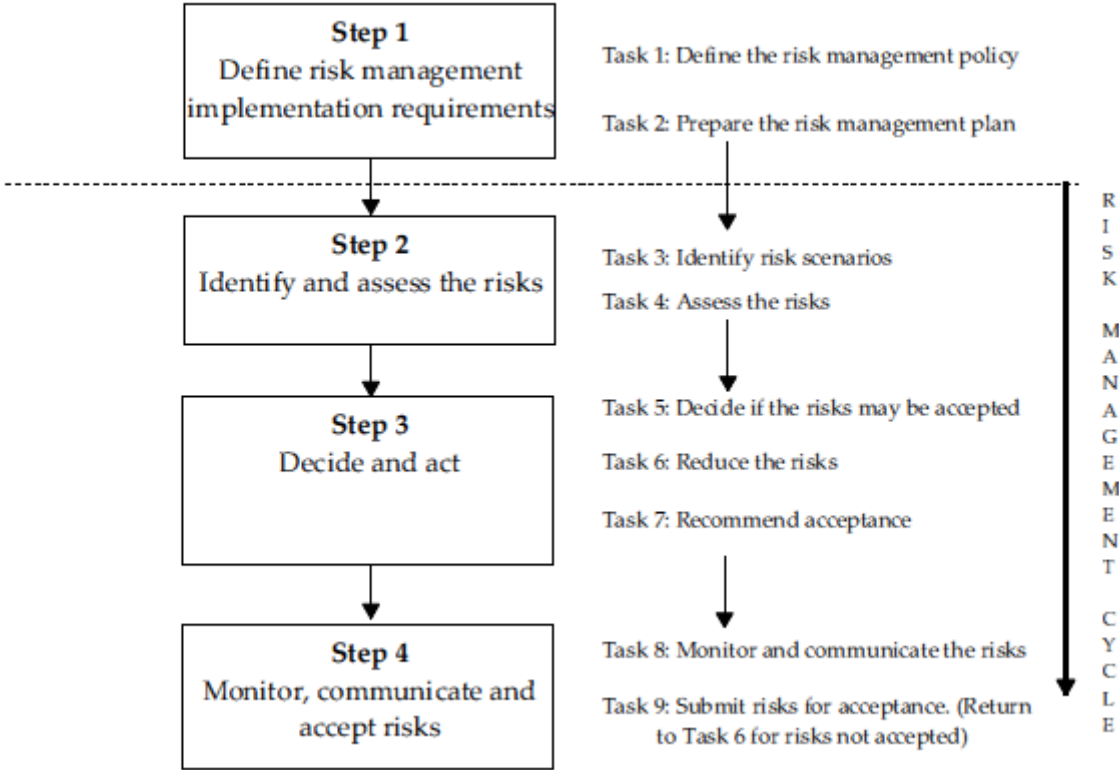 Step 1
Define risk management
implementation requirements
Task 1: Define the risk management policy
Task 2: Prepare the risk management plan
Step 2
Identify and assess the risks
Task 3: Identify risk scenarios
Task 4: Assess the risks
Step 3
Decide and act
Task 5: Decide if the risks may be accepted
Task 6: Reduce the risks
Task 7: Recommend acceptance
Step 4
Monitor, communicate and
accept risks
Task 8: Monitor and communicate the risks
Task 9: Submit risks for acceptance. (Return
to Task 6 for risks not accepted)
RISK MANAGEMENT CYCLE